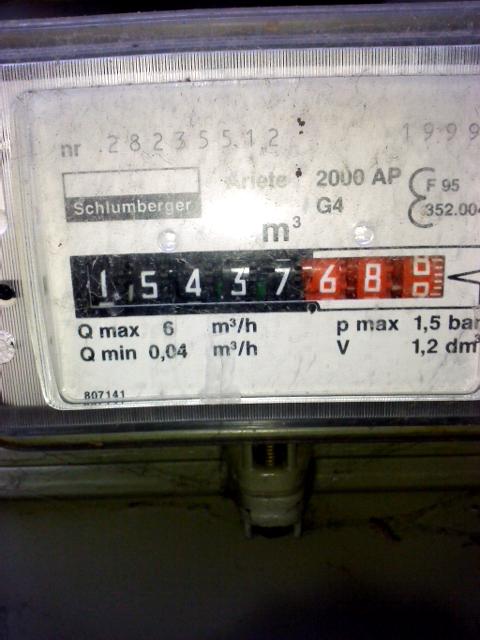 nr 28235512 1999
Schlumberger Ariete 2000 AP F 95
G4 352.004
m³
15437 68
Q max 6 m³/h p max 1,5 bar
Q min 0,04 m³/h V 1,2 dm³
807141